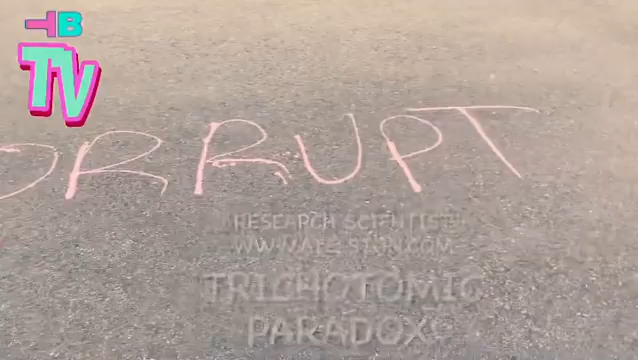 B
TV
ORRUPT
RESEARCH SCIENTIST
TRICHOTOMIC
PARADOX